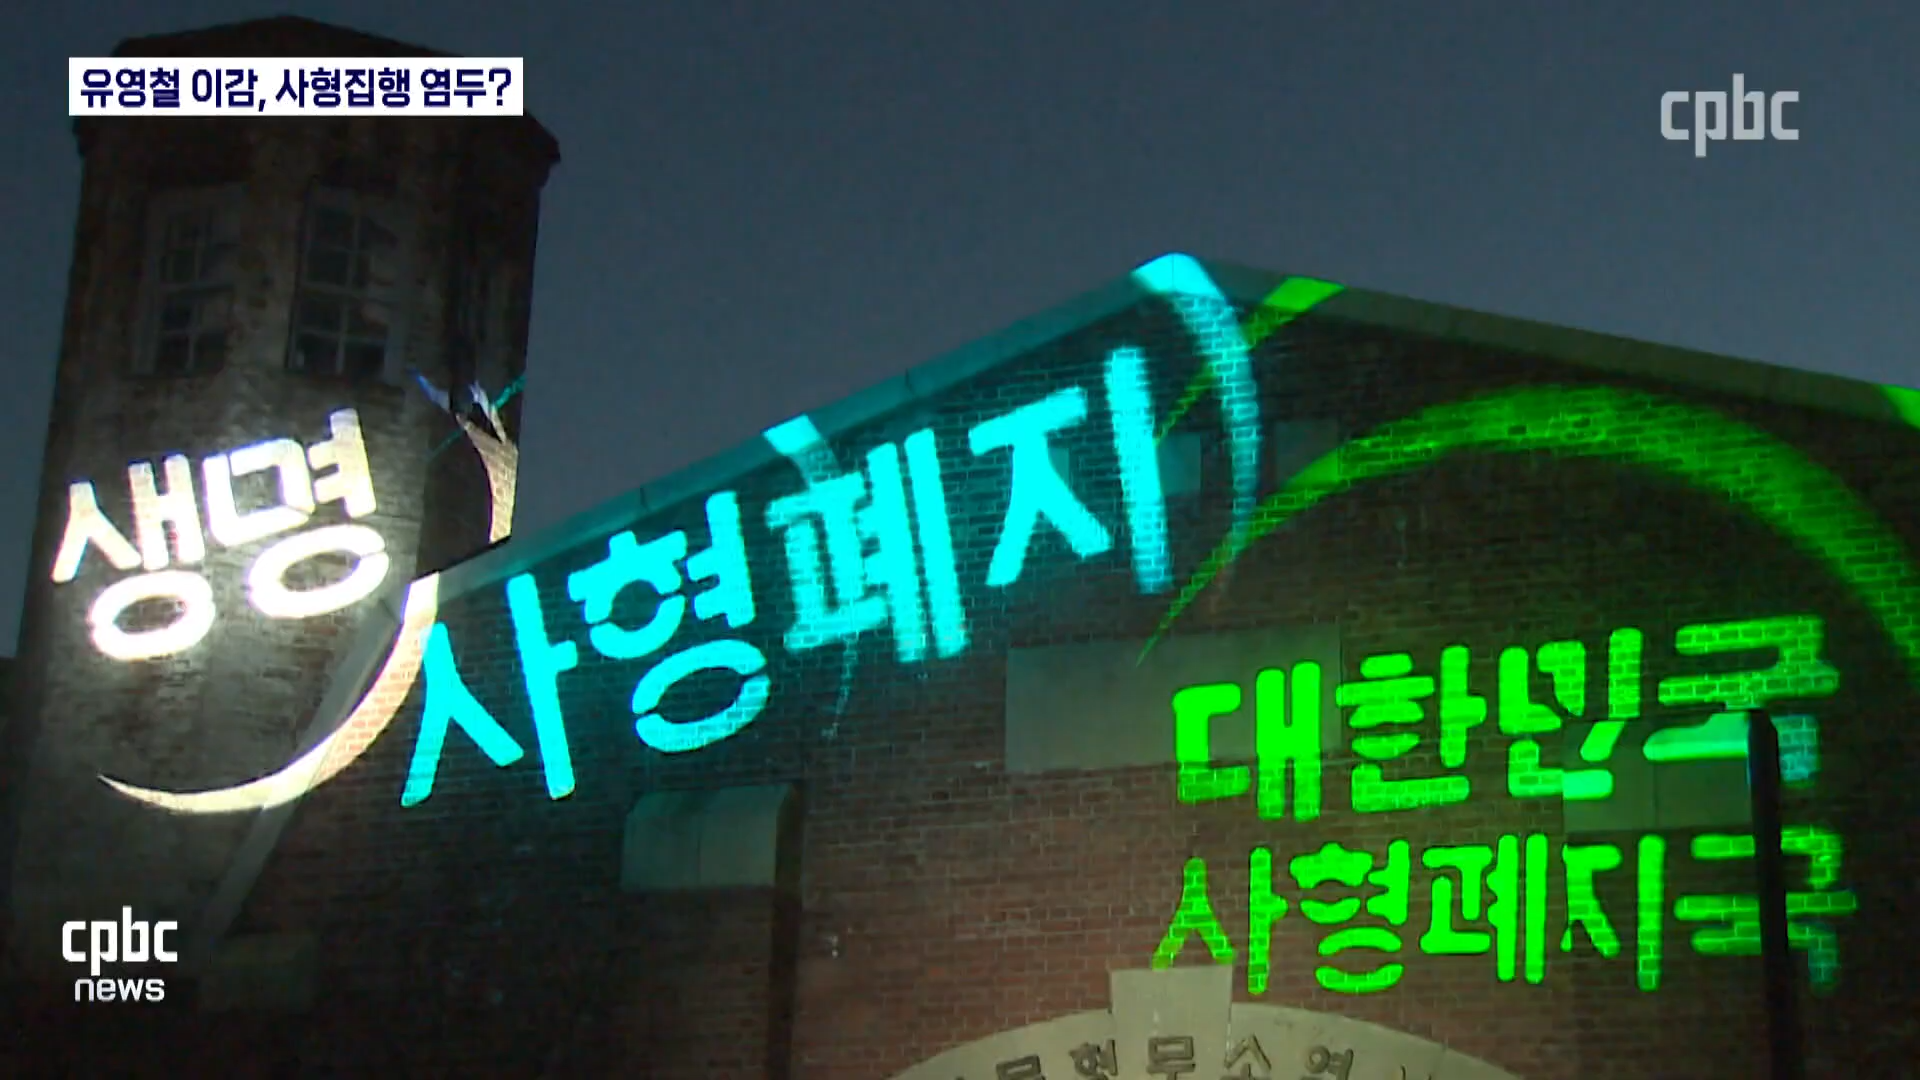 유영철 이감, 사형집행 염두?
cpbc
생명
사형폐지
대한민국
사형폐지국
cpbc
news